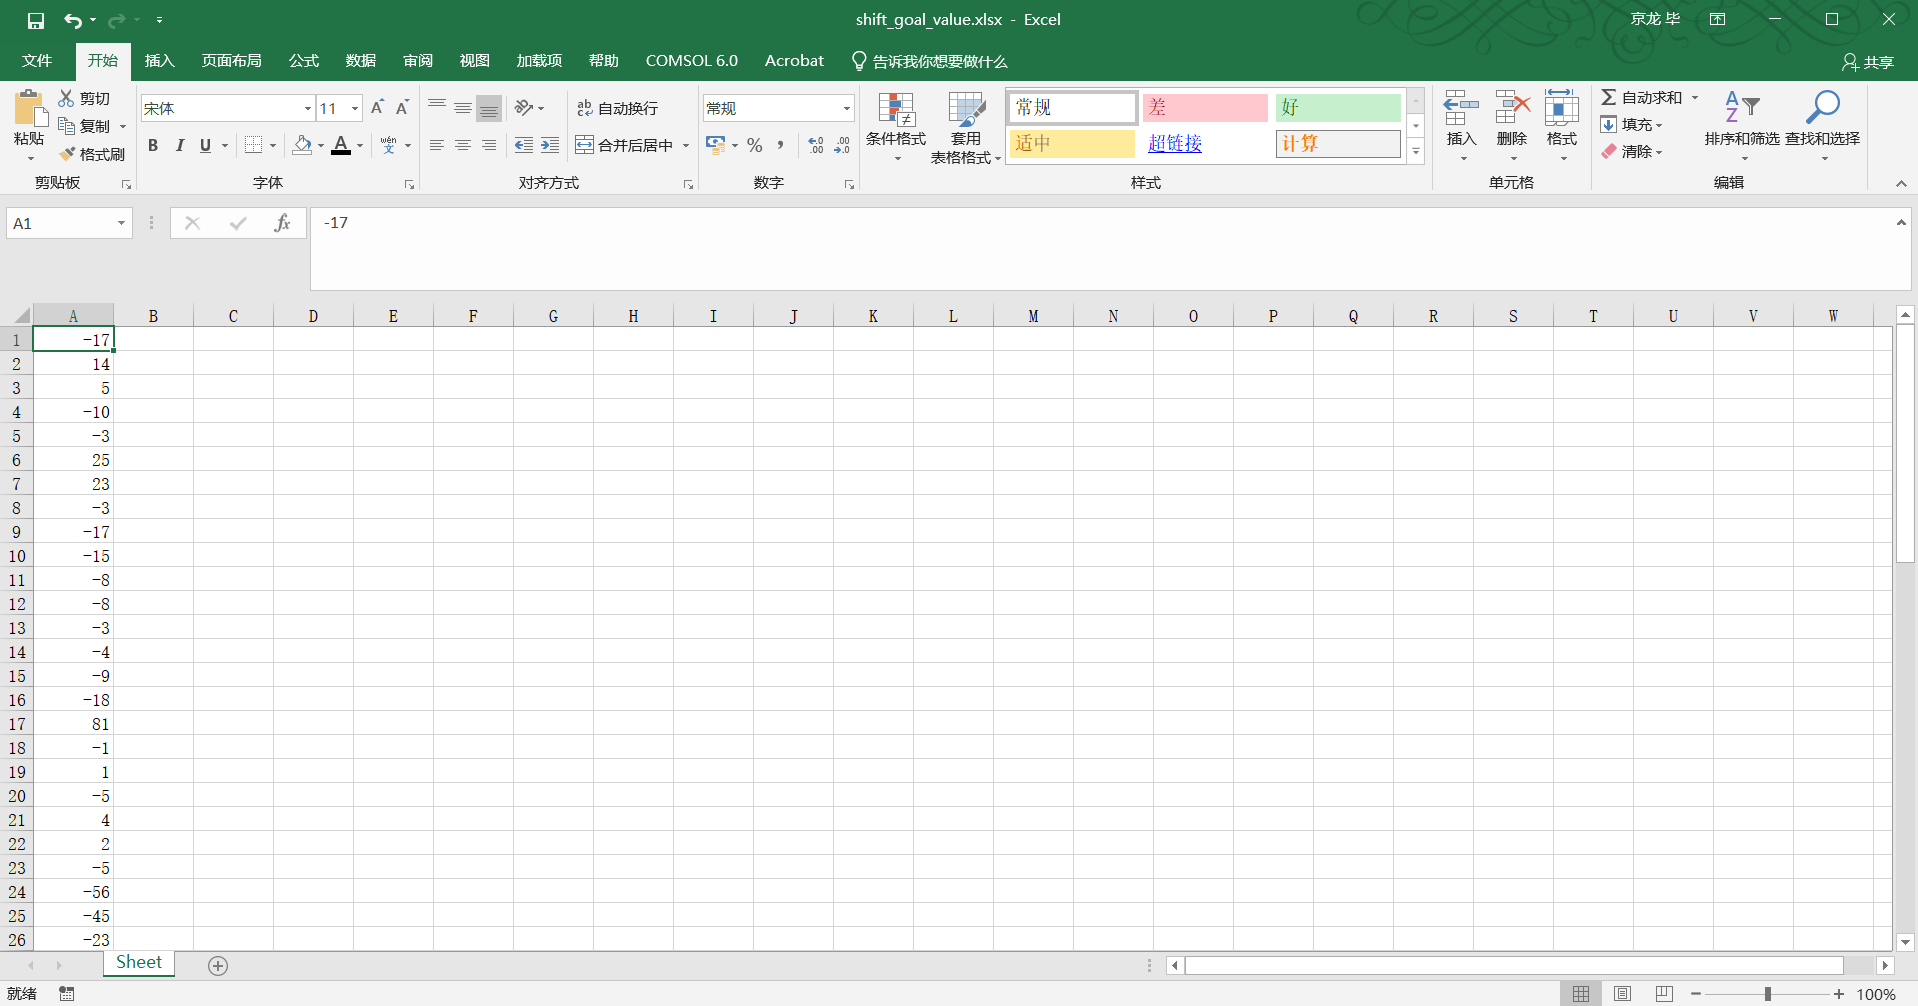 shift_goal_value.xlsx - Excel
京龙 毕
文件 开始 插入 页面布局 公式 数据 审阅 视图 加载项 帮助 COMSOL 6.0 Acrobat 告诉我你想要做什么 共享
粘贴 剪切 复制 格式刷 剪贴板
宋体 11 A A
B I U A wén 文 字体
ab c 自动换行
合并后居中 对齐方式
常规
% , .0 .00 .00 .0 数字
条件格式 套用 表格格式
常规 差 好
适中 超链接 计算
样式
插入 删除 格式 单元格
自动求和 填充 清除
A Z 排序和筛选 查找和选择 编辑
A1 fx -17
A B C D E F G H I J K L M N O P Q R S T U V W
1 -17
2 14
3 5
4 -10
5 -3
6 25
7 23
8 -3
9 -17
10 -15
11 -8
12 -8
13 -3
14 -4
15 -9
16 -18
17 81
18 -1
19 1
20 -5
21 4
22 2
23 -5
24 -56
25 -45
26 -23
Sheet
就绪 100%